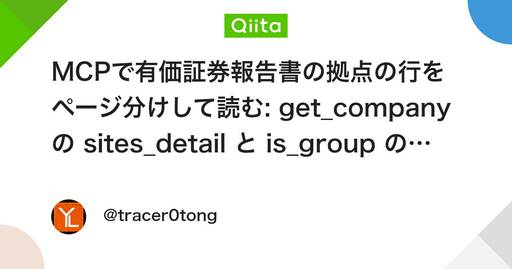 Qiita
MCPで有価証券報告書の拠点の行を
ページ分けして読む: get_company
の sites_detail と is_group の…
YL
@tracer0tong